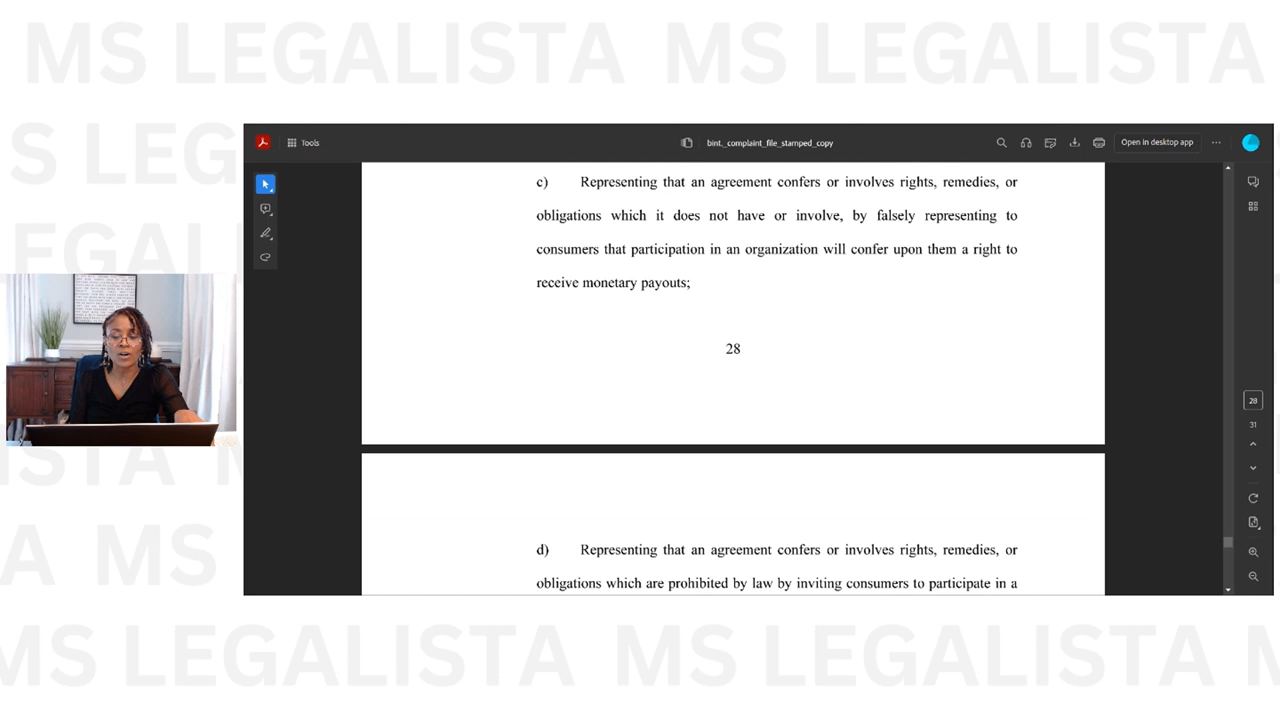 MS LEGALISTA MS LEGALISTA
S LEG
EGAL
ISTA M
A MS
MS LEGALISTA MS LEGALISTA M
Tools
bint._complaint_file_stamped_copy
Open in desktop app
c) Representing that an agreement confers or involves rights, remedies, or
obligations which it does not have or involve, by falsely representing to
consumers that participation in an organization will confer upon them a right to
receive monetary payouts;
28
28
31
d) Representing that an agreement confers or involves rights, remedies, or
obligations which are prohibited by law by inviting consumers to participate in a